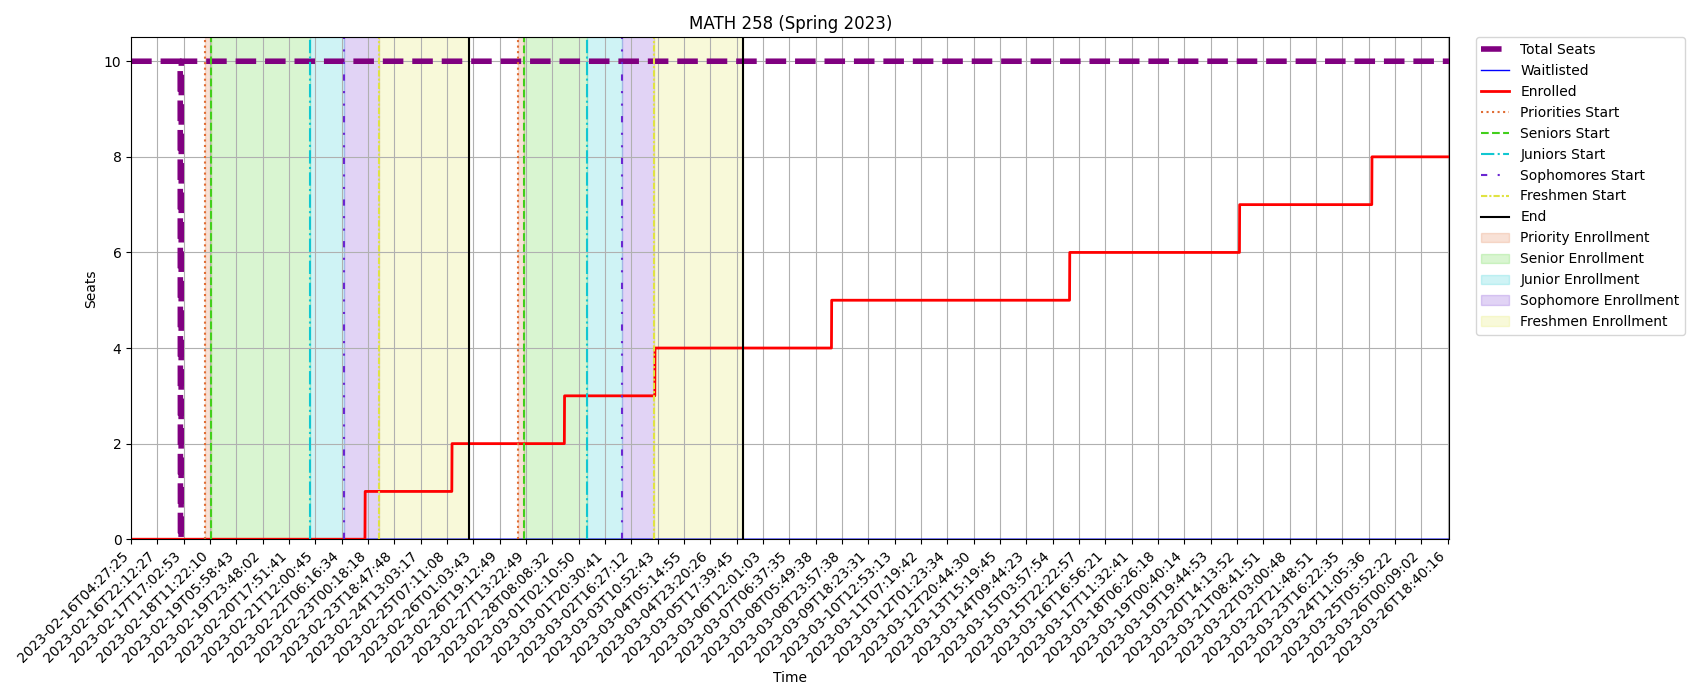 MATH 258 (Spring 2023)
Seats
10
8
6
4
2
0
2023-02-16T04:27:25
2023-02-16T22:12:27
2023-02-17T17:02:53
2023-02-18T11:22:10
2023-02-19T05:58:43
2023-02-19T23:48:02
2023-02-20T17:51:41
2023-02-21T12:00:45
2023-02-22T06:16:34
2023-02-23T00:18:18
2023-02-23T18:47:48
2023-02-24T13:03:17
2023-02-25T07:11:08
2023-02-26T01:03:43
2023-02-26T19:12:49
2023-02-27T13:22:49
2023-02-28T08:08:32
2023-03-01T02:10:50
2023-03-01T20:30:41
2023-03-02T16:27:12
2023-03-03T10:52:43
2023-03-04T05:14:55
2023-03-04T23:20:26
2023-03-05T17:39:45
2023-03-06T12:01:03
2023-03-07T06:37:35
2023-03-08T05:49:38
2023-03-08T23:57:38
2023-03-09T18:23:31
2023-03-10T12:53:13
2023-03-11T07:19:42
2023-03-12T01:23:34
2023-03-12T20:44:30
2023-03-13T15:19:45
2023-03-14T09:44:23
2023-03-15T03:57:54
2023-03-15T22:22:57
2023-03-16T16:56:21
2023-03-17T11:32:41
2023-03-18T06:26:18
2023-03-19T00:40:14
2023-03-19T19:44:53
2023-03-20T14:13:52
2023-03-21T08:41:51
2023-03-22T03:00:48
2023-03-22T21:48:51
2023-03-23T16:22:35
2023-03-24T11:05:36
2023-03-25T05:52:22
2023-03-26T00:09:02
2023-03-26T18:40:16
Time
Total Seats
Waitlisted
Enrolled
Priorities Start
Seniors Start
Juniors Start
Sophomores Start
Freshmen Start
End
Priority Enrollment
Senior Enrollment
Junior Enrollment
Sophomore Enrollment
Freshmen Enrollment